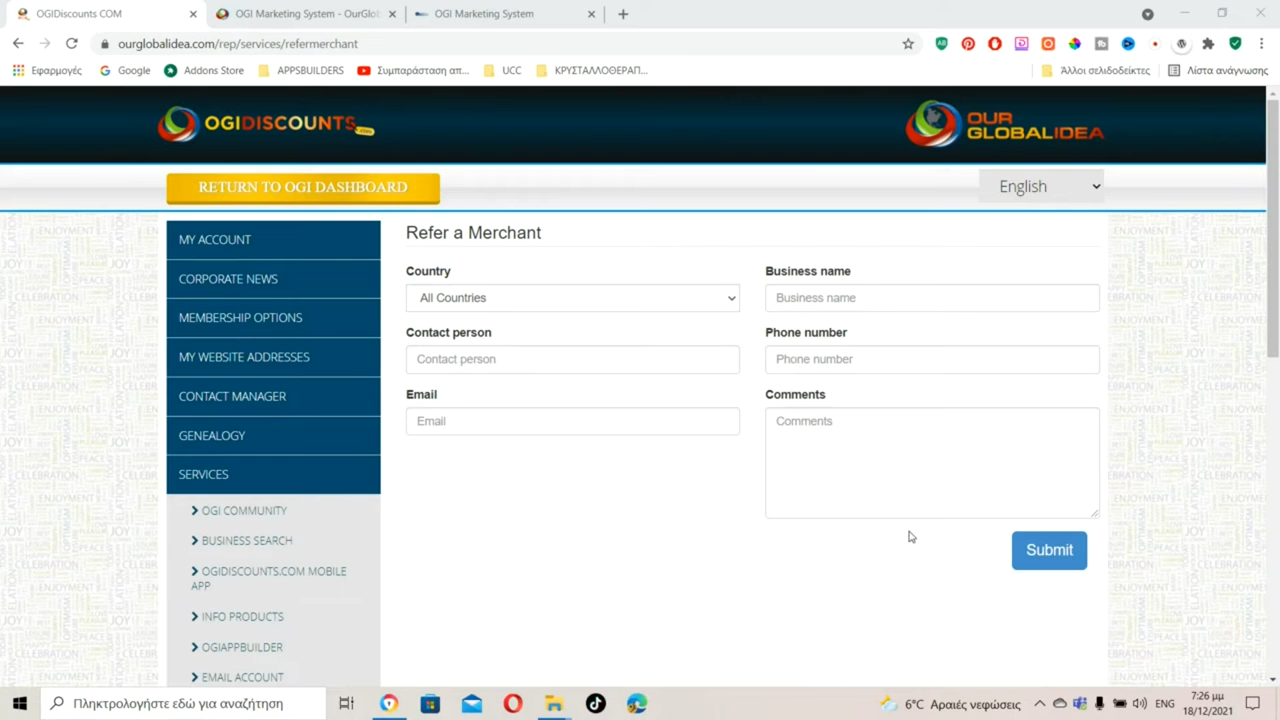 OGIDiscounts COM
OGI Marketing System - OurGlob
OGI Marketing System
ourglobalidea.com/rep/services/refermerchant
Εφαρμογές
Google
Addons Store
APPSBUILDERS
Συμπαράσταση απ...
UCC
ΚΡΥΣΤΑΛΛΟΘΕΡΑΠ...
Άλλοι σελιδοδείκτες
Λίστα ανάγνωσης
OGIDISCOUNTS.com
OUR
GLOBALIDEA
RETURN TO OGI DASHBOARD
English
MY ACCOUNT
CORPORATE NEWS
MEMBERSHIP OPTIONS
MY WEBSITE ADDRESSES
CONTACT MANAGER
GENEALOGY
SERVICES
OGI COMMUNITY
BUSINESS SEARCH
OGIDISCOUNTS.COM MOBILE
APP
INFO PRODUCTS
OGIAPPBUILDER
EMAIL ACCOUNT
Refer a Merchant
Country
All Countries
Business name
Business name
Contact person
Contact person
Phone number
Phone number
Email
Email
Comments
Comments
Submit
Πληκτρολογήστε εδώ για αναζήτηση
6°C Αραιές νεφώσεις
ENG
7:26 μμ
18/12/2021